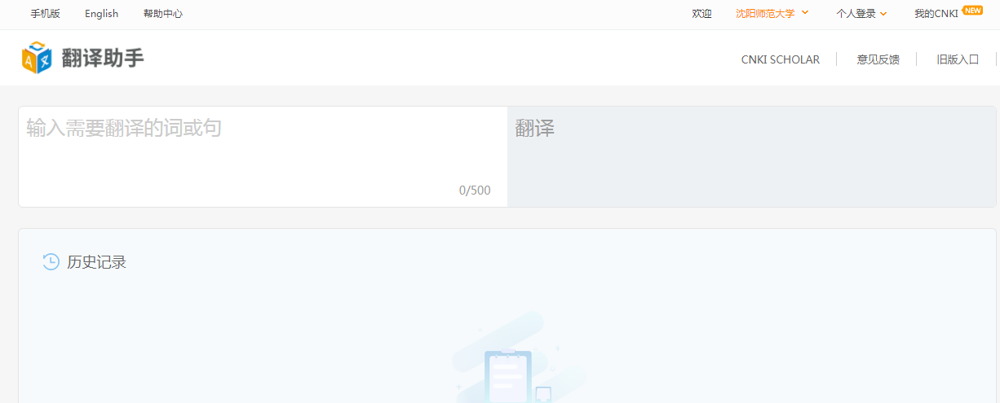 手机版 English 帮助中心 欢迎 沈阳师范大学 个人登录 我的CNKI NEW
翻译助手 CNKI SCHOLAR 意见反馈 旧版入口
输入需要翻译的词或句 翻译
0/500
历史记录